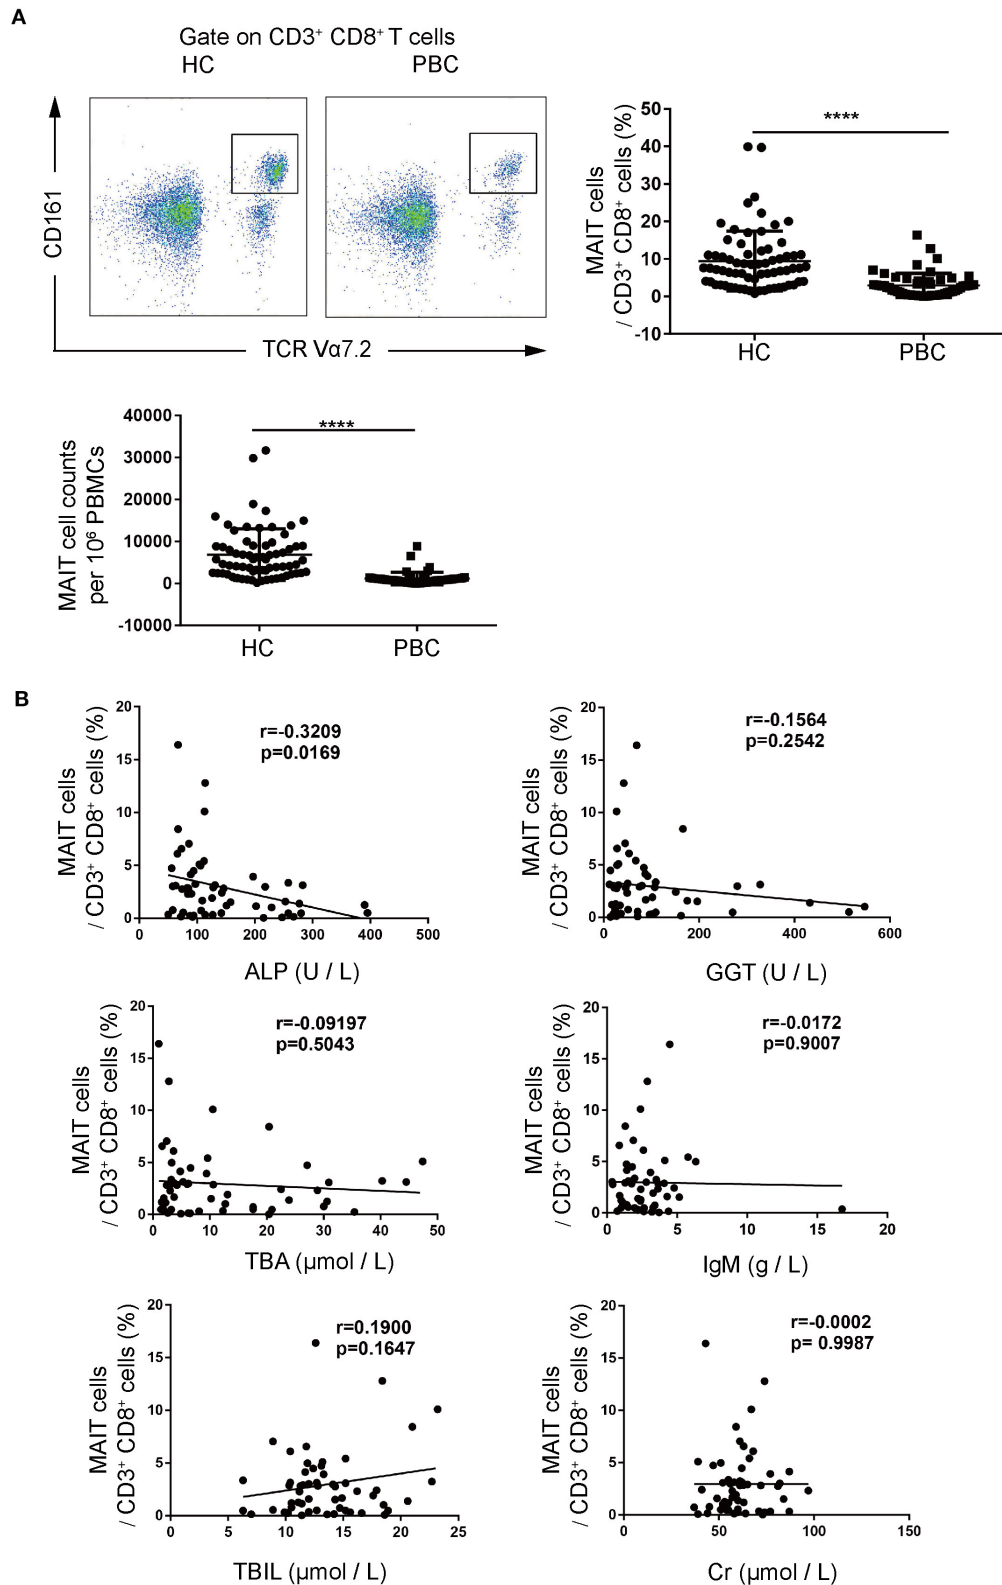 A
Gate on CD3⁺ CD8⁺ T cells
HC
PBC
CD161
TCR Vα7.2
MAIT cells
/ CD3⁺ CD8⁺ cells (%)
50
40
30
20
10
0
-10
****
HC
PBC
MAIT cell counts
per 10⁶ PBMCs
40000
30000
20000
10000
0
-10000
****
HC
PBC
B
MAIT cells
/ CD3⁺ CD8⁺ cells (%)
20
15
10
5
0
r=-0.3209
p=0.0169
0
100
200
300
400
500
ALP (U / L)
MAIT cells
/ CD3⁺ CD8⁺ cells (%)
20
15
10
5
0
r=-0.1564
p=0.2542
0
200
400
600
GGT (U / L)
MAIT cells
/ CD3⁺ CD8⁺ cells (%)
20
15
10
5
0
r=-0.09197
p=0.5043
0
10
20
30
40
50
TBA (μmol / L)
MAIT cells
/ CD3⁺ CD8⁺ cells (%)
20
15
10
5
0
r=-0.0172
p=0.9007
0
5
10
15
20
IgM (g / L)
MAIT cells
/ CD3⁺ CD8⁺ cells (%)
20
15
10
5
0
r=0.1900
p=0.1647
0
5
10
15
20
25
TBIL (μmol / L)
MAIT cells
/ CD3⁺ CD8⁺ cells (%)
20
15
10
5
0
r=-0.0002
p= 0.9987
0
50
100
150
Cr (μmol / L)